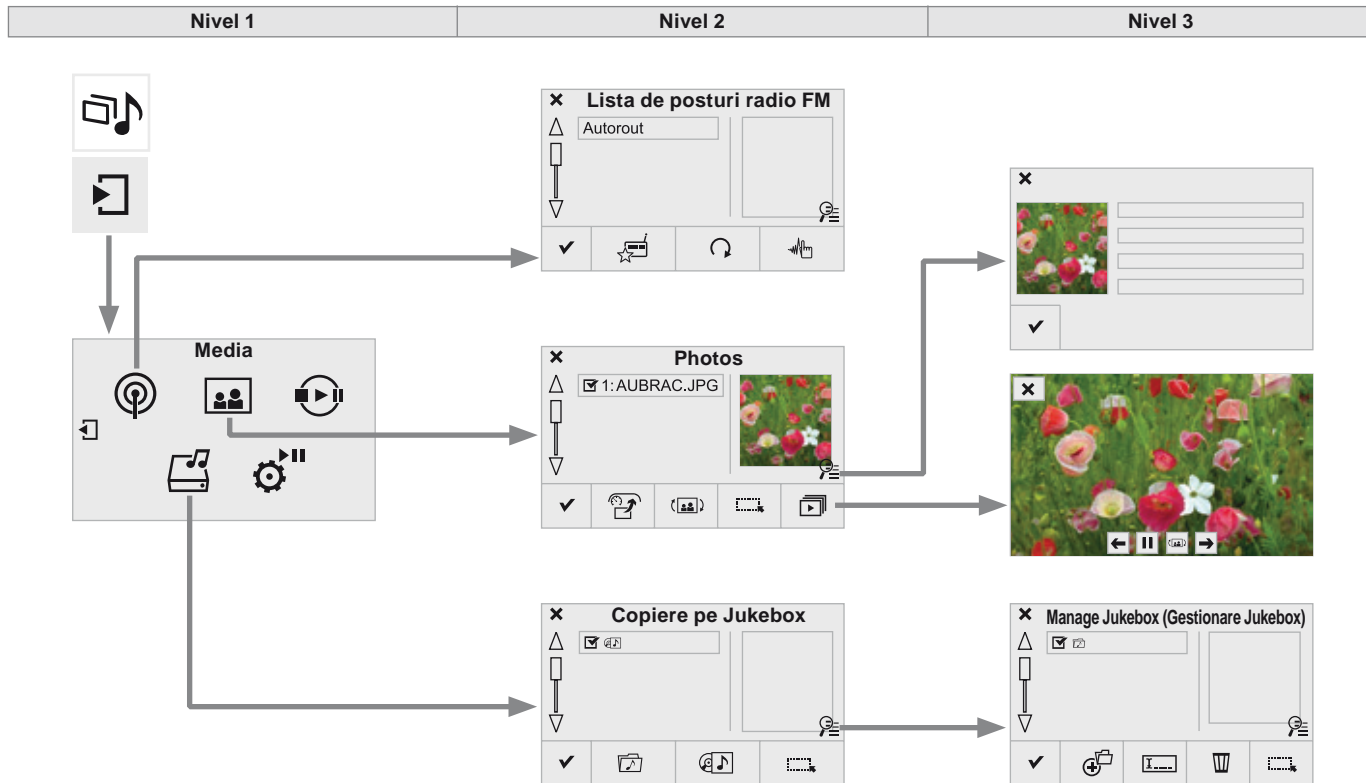 Nivel 1
Nivel 2
Nivel 3
Lista de posturi radio FM
Autorout
Media
Photos
1: AUBRAC.JPG
Copiere pe Jukebox
Manage Jukebox (Gestionare Jukebox)